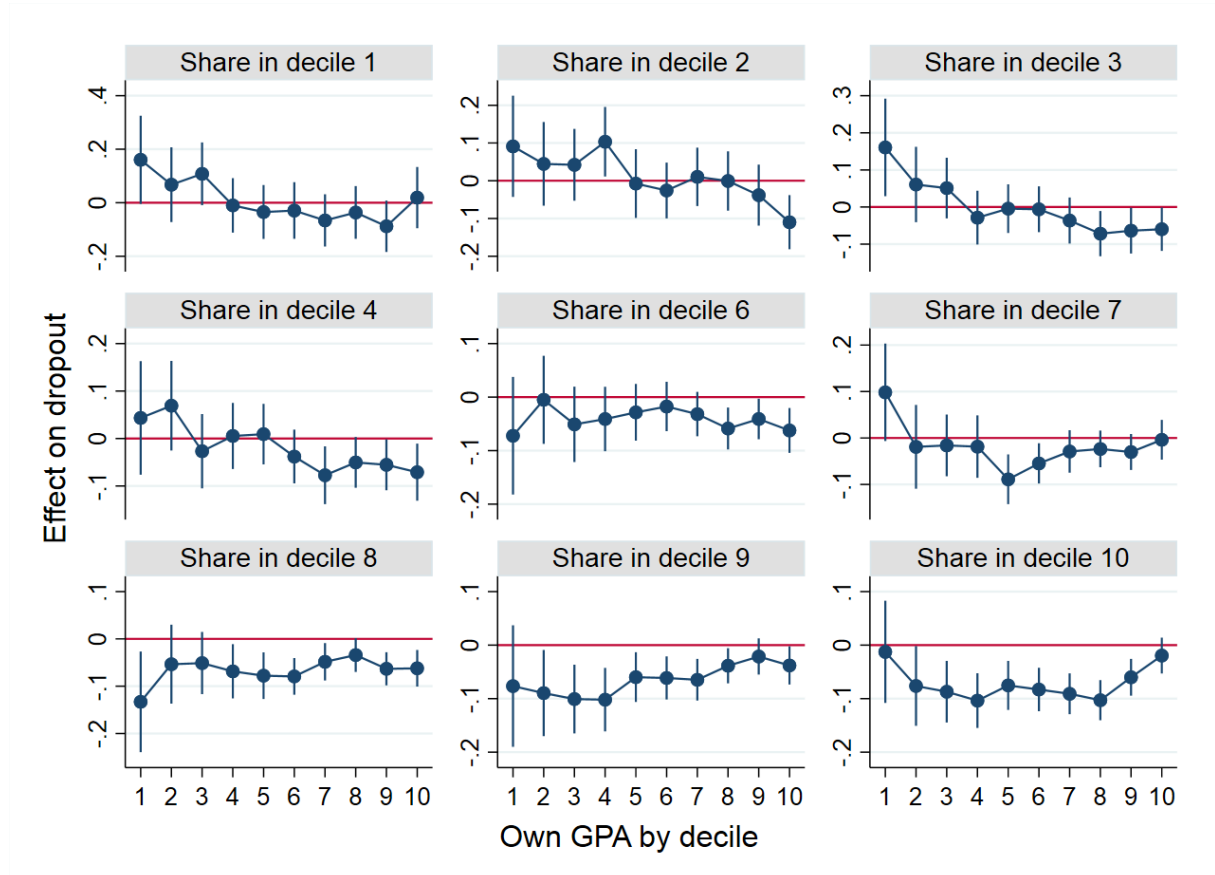 Share in decile 1
Share in decile 2
Share in decile 3
.4
.2
0
-.2
.2
.1
0
-.1
-.2
.3
.2
.1
0
-.1
Share in decile 4
Share in decile 6
Share in decile 7
.2
.1
0
-.1
.1
0
-.1
-.2
.2
.1
0
-.1
Share in decile 8
Share in decile 9
Share in decile 10
.1
0
-.1
-.2
.1
0
-.1
-.2
.1
0
-.1
-.2
1 2 3 4 5 6 7 8 9 10
1 2 3 4 5 6 7 8 9 10
1 2 3 4 5 6 7 8 9 10
Effect on dropout
Own GPA by decile